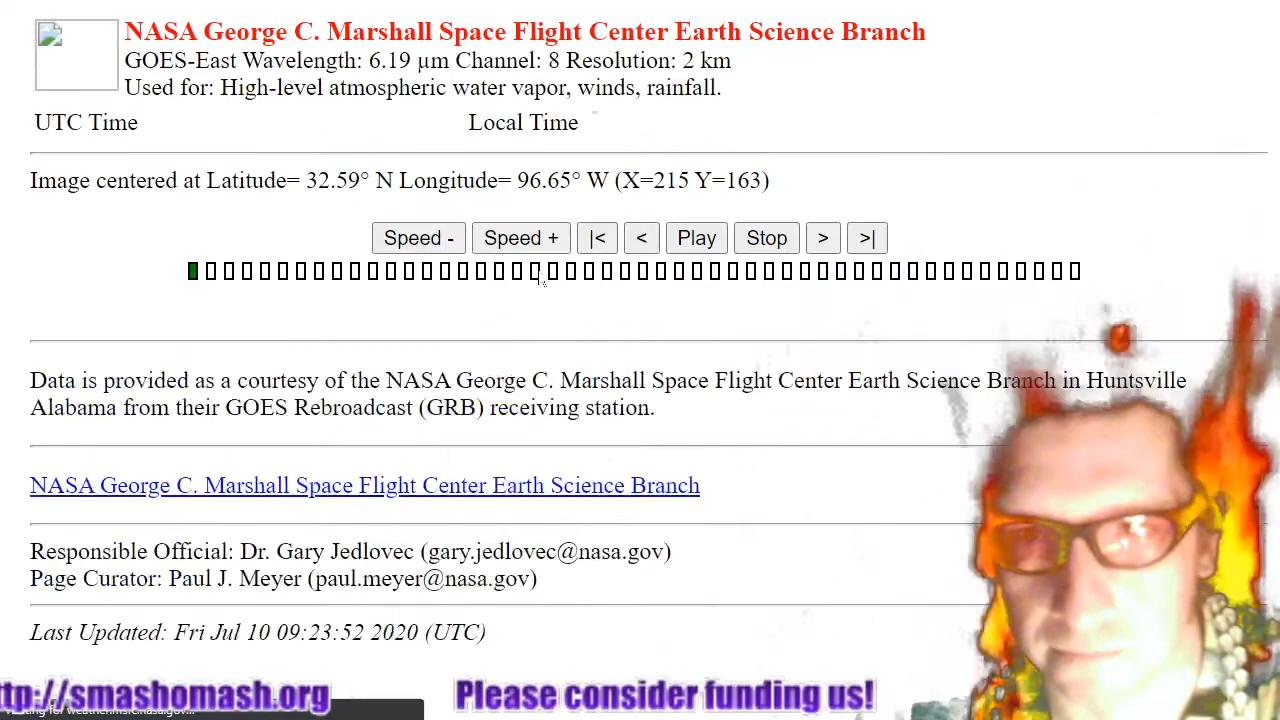 NASA George C. Marshall Space Flight Center Earth Science Branch
GOES-East Wavelength: 6.19 µm Channel: 8 Resolution: 2 km
Used for: High-level atmospheric water vapor, winds, rainfall.
UTC Time Local Time
Image centered at Latitude= 32.59° N Longitude= 96.65° W (X=215 Y=163)
Speed - Speed + |< < Play Stop > >|
Data is provided as a courtesy of the NASA George C. Marshall Space Flight Center Earth Science Branch in Huntsville
Alabama from their GOES Rebroadcast (GRB) receiving station.
NASA George C. Marshall Space Flight Center Earth Science Branch
Responsible Official: Dr. Gary Jedlovec (gary.jedlovec@nasa.gov)
Page Curator: Paul J. Meyer (paul.meyer@nasa.gov)
Last Updated: Fri Jul 10 09:23:52 2020 (UTC)
ttp://smashomash.org Please consider funding us!